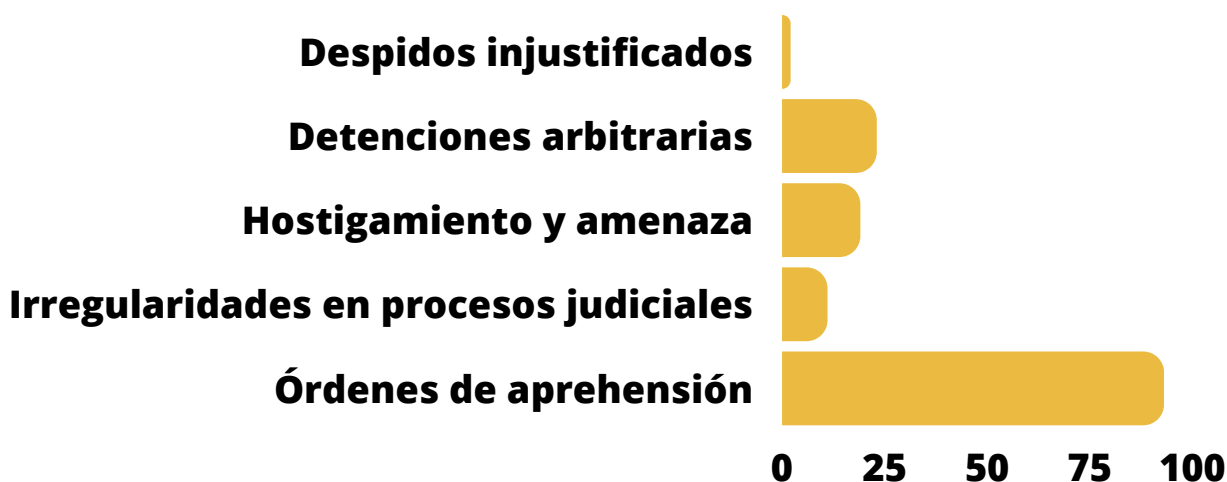 Despidos injustificados
Detenciones arbitrarias
Hostigamiento y amenaza
Irregularidades en procesos judiciales
Órdenes de aprehensión
0 25 50 75 100